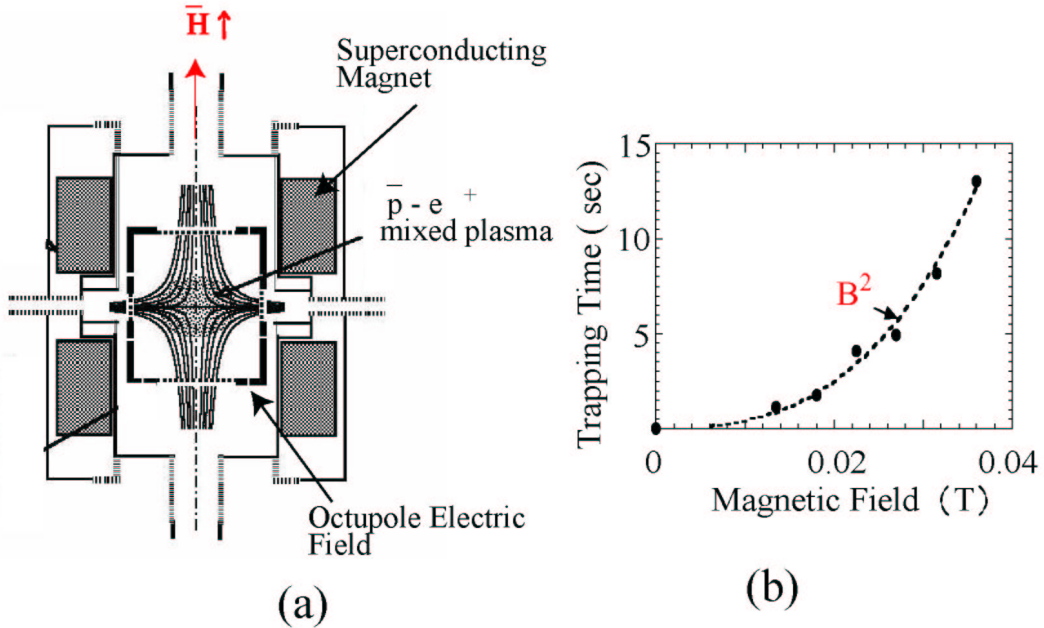 H̅ ↑
Superconducting
Magnet
p̅ - e⁺
mixed plasma
Octupole Electric
Field
(a)
Trapping Time ( sec)
15
10
5
B²
0
0.02
0.04
Magnetic Field (T)
(b)